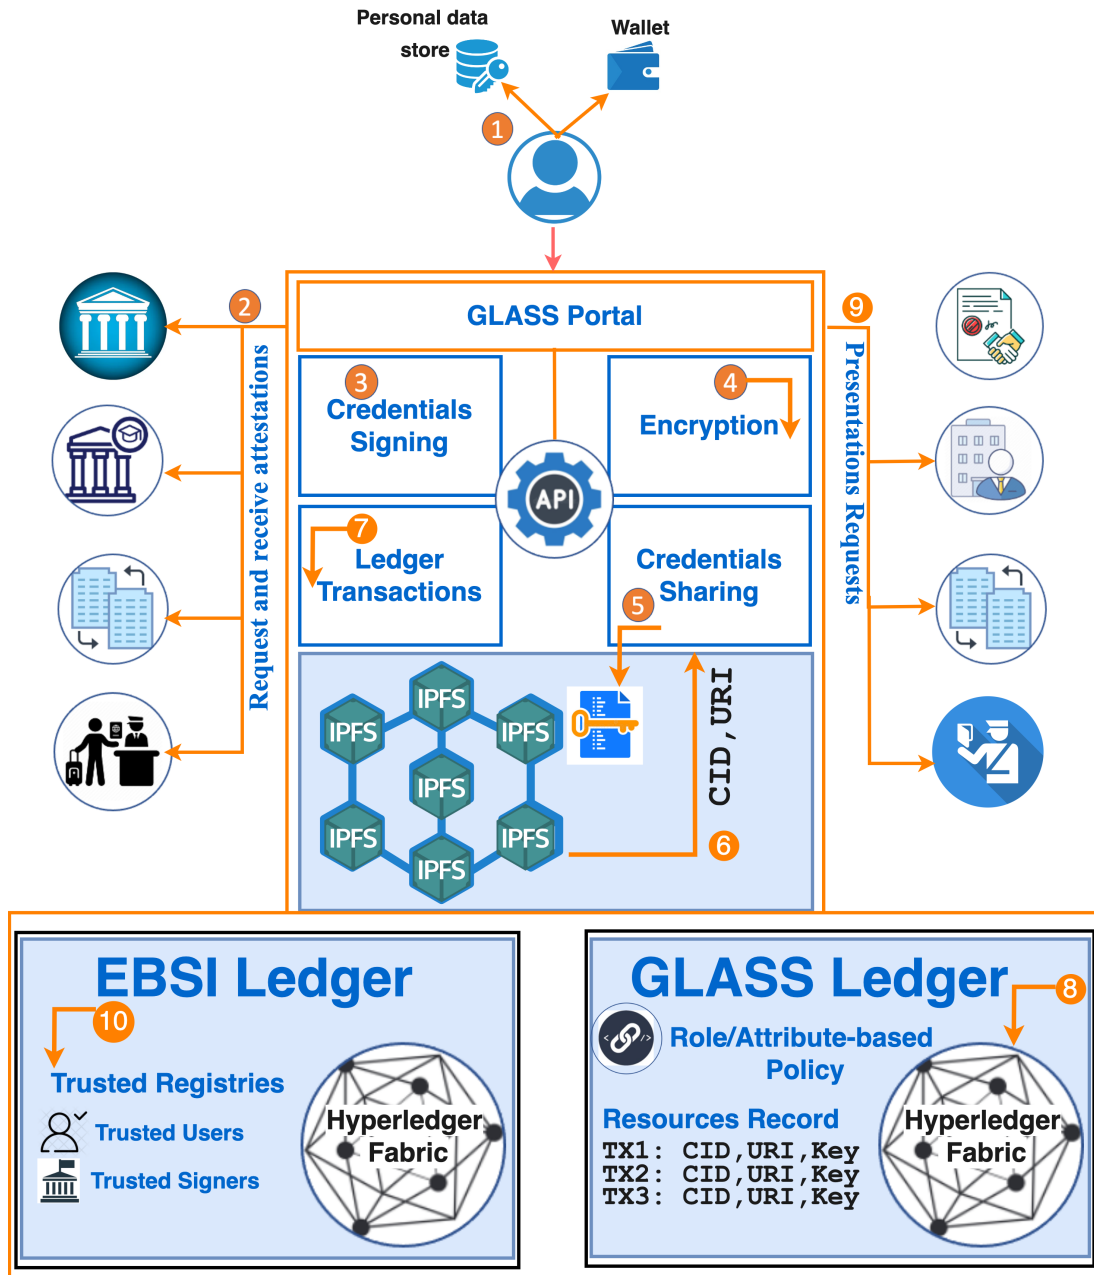 Personal data
store
Wallet
1
2
GLASS Portal
9
3
Credentials
Signing
4
Encryption
API
7
Ledger
Transactions
Credentials
Sharing
5
Request and receive attestations
Presentations Requests
IPFS
IPFS
IPFS
IPFS
IPFS
IPFS
IPFS
CID,URI
6
EBSI Ledger
10
Trusted Registries
Trusted Users
Trusted Signers
Hyperledger
Fabric
GLASS Ledger
8
</>
Role/Attribute-based
Policy
Resources Record
TX1: CID,URI,Key
TX2: CID,URI,Key
TX3: CID,URI,Key
Hyperledger
Fabric